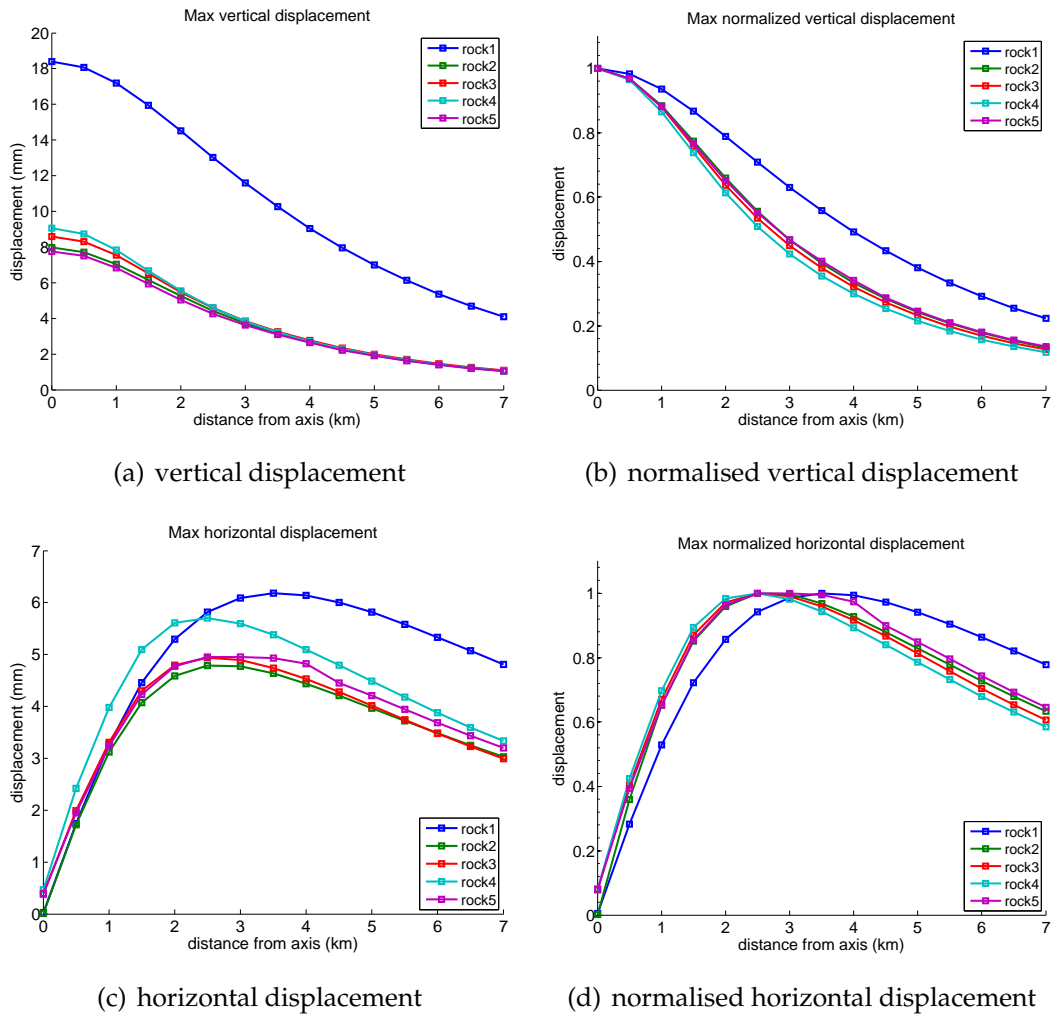 Max vertical displacement
20
18
16
14
12
10
8
6
4
2
0
displacement (mm)
rock1
rock2
rock3
rock4
rock5
0 1 2 3 4 5 6 7
distance from axis (km)
(a) vertical displacement
Max normalized vertical displacement
1
0.8
0.6
0.4
0.2
0
displacement
rock1
rock2
rock3
rock4
rock5
0 1 2 3 4 5 6 7
distance from axis (km)
(b) normalised vertical displacement
Max horizontal displacement
7
6
5
4
3
2
1
0
displacement (mm)
rock1
rock2
rock3
rock4
rock5
0 1 2 3 4 5 6 7
distance from axis (km)
(c) horizontal displacement
Max normalized horizontal displacement
1
0.8
0.6
0.4
0.2
0
displacement
rock1
rock2
rock3
rock4
rock5
0 1 2 3 4 5 6 7
distance from axis (km)
(d) normalised horizontal displacement